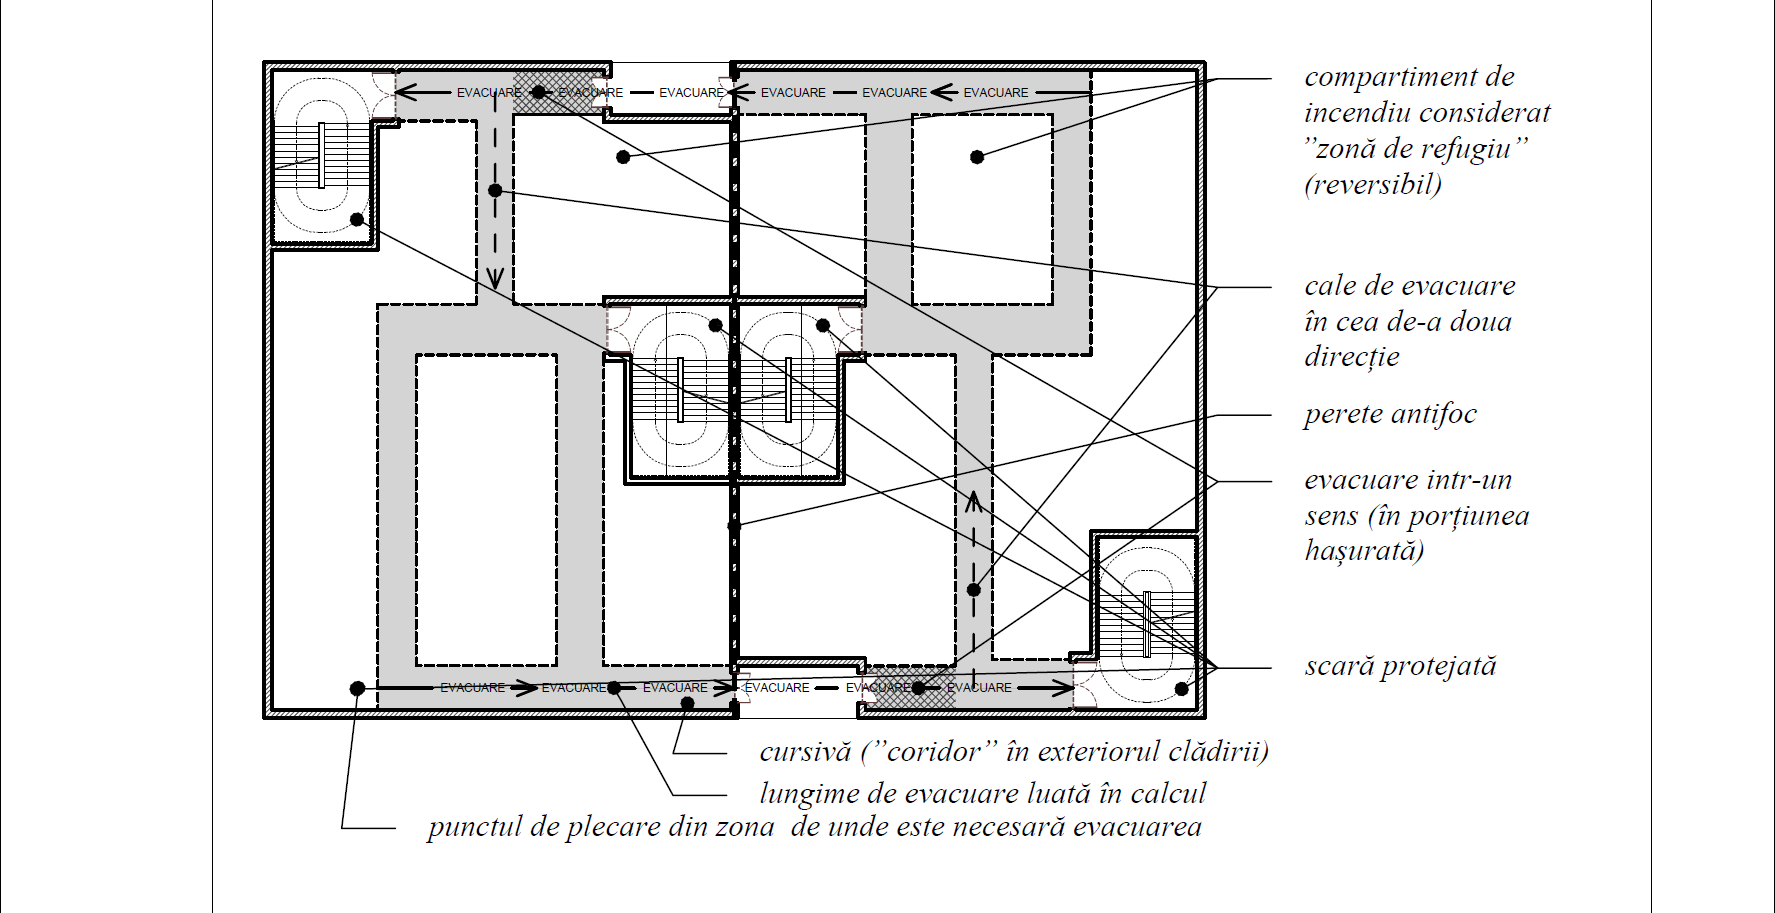 EVACUARE EVACUARE EVACUARE EVACUARE EVACUARE EVACUARE
compartiment de
incendiu considerat
”zonă de refugiu”
(reversibil)
cale de evacuare
în cea de-a doua
direcție
perete antifoc
evacuare intr-un
sens (în porțiunea
hașurată)
scară protejată
EVACUARE EVACUARE EVACUARE EVACUARE EVACUARE EVACUARE
cursivă (”coridor” în exteriorul clădirii)
lungime de evacuare luată în calcul
punctul de plecare din zona de unde este necesară evacuarea